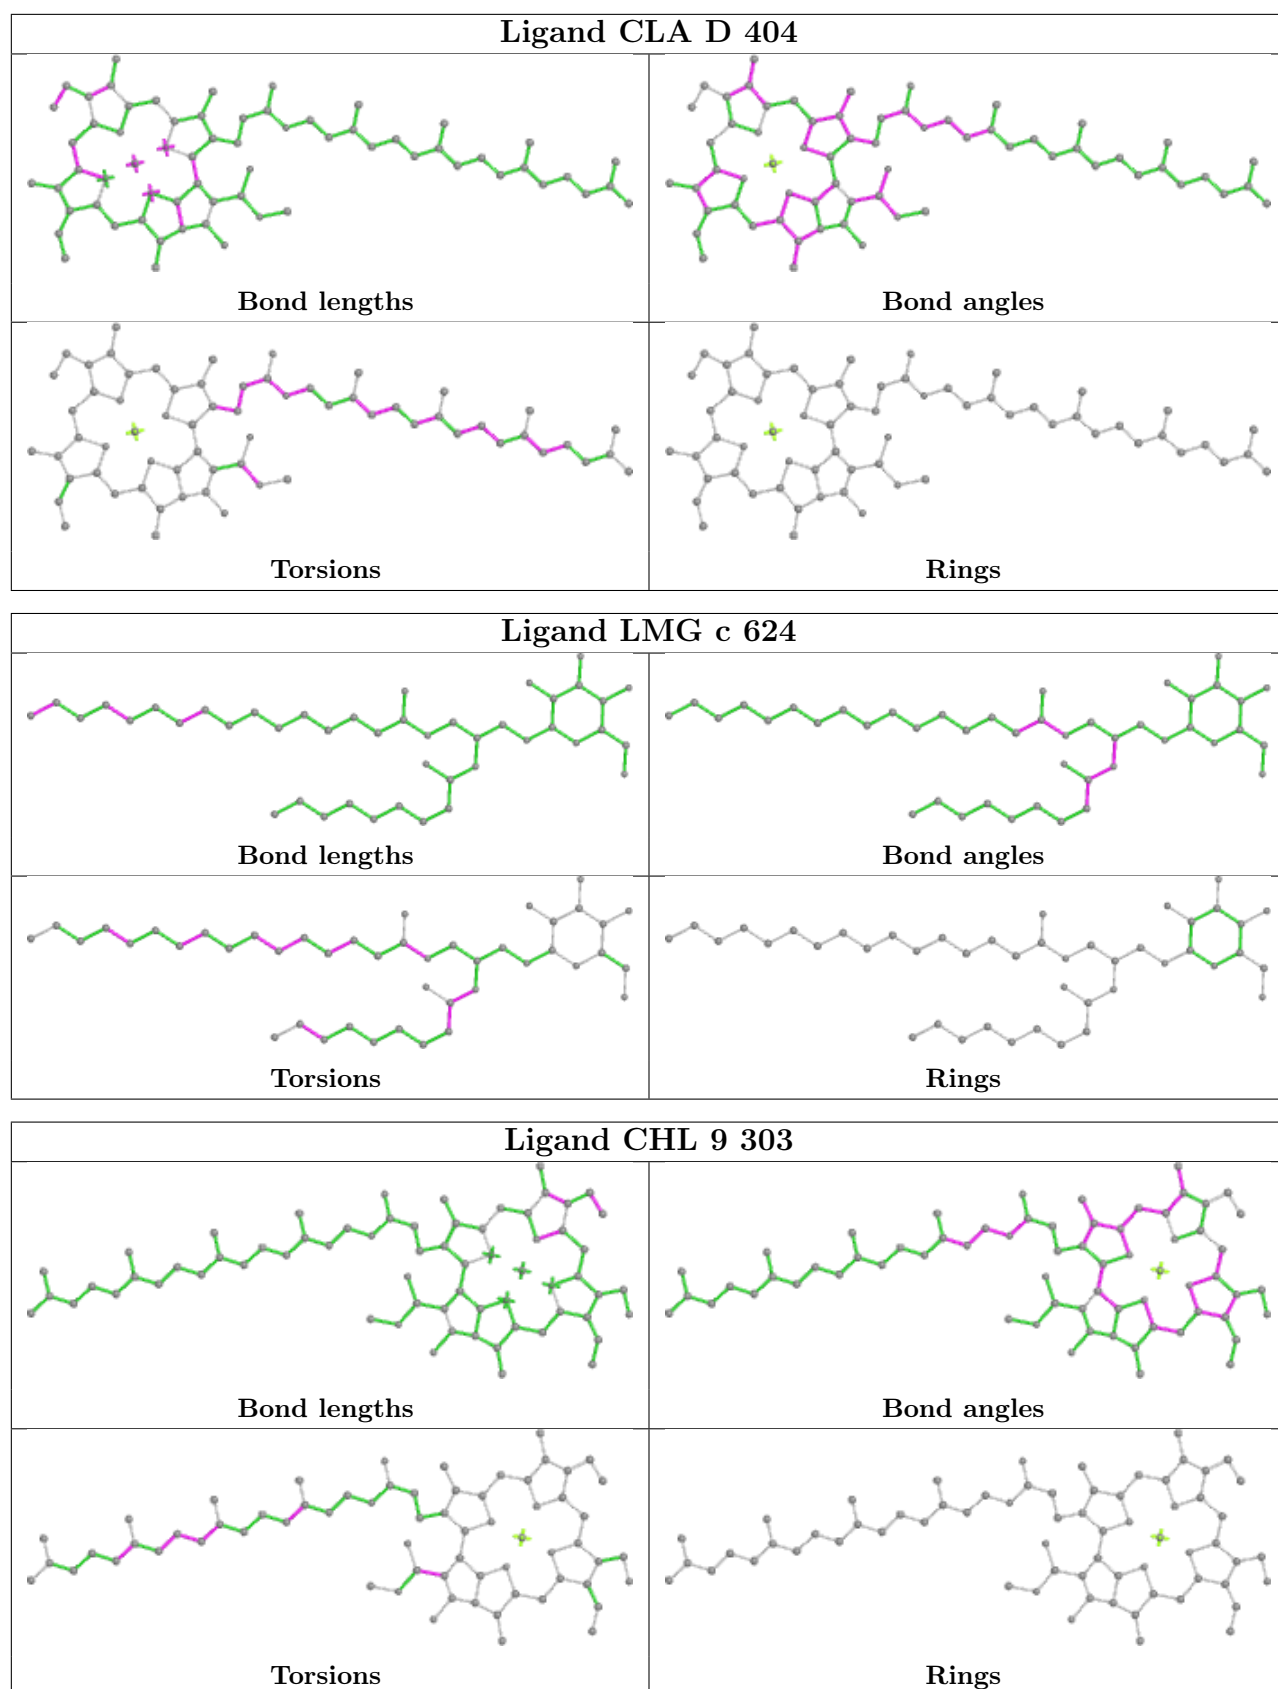 Ligand CLA D 404
Bond lengths
Bond angles
Torsions
Rings
Ligand LMG c 624
Bond lengths
Bond angles
Torsions
Rings
Ligand CHL 9 303
Bond lengths
Bond angles
Torsions
Rings